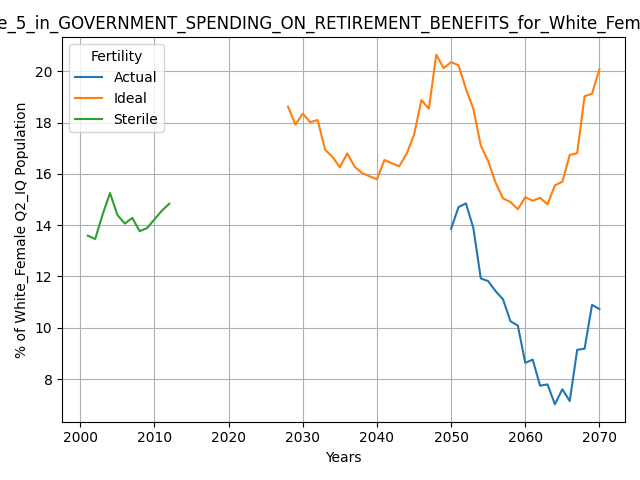 e_5_in_GOVERNMENT_SPENDING_ON_RETIREMENT_BENEFITS_for_White_Fem
Fertility
Actual
Ideal
Sterile
% of White_Female Q2_IQ Population
20
18
16
14
12
10
8
2000 2010 2020 2030 2040 2050 2060 2070
Years